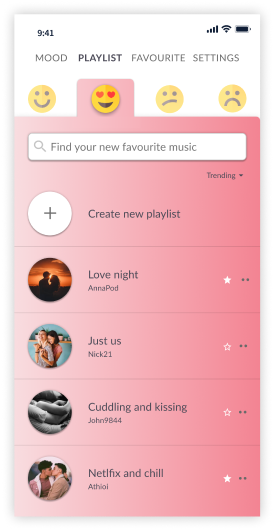 9:41
MOOD PLAYLIST FAVOURITE SETTINGS
Find your new favourite music
Trending
Create new playlist
Love night
AnnaPod
Just us
Nick21
Cuddling and kissing
John9844
Netlfix and chill
Athioi